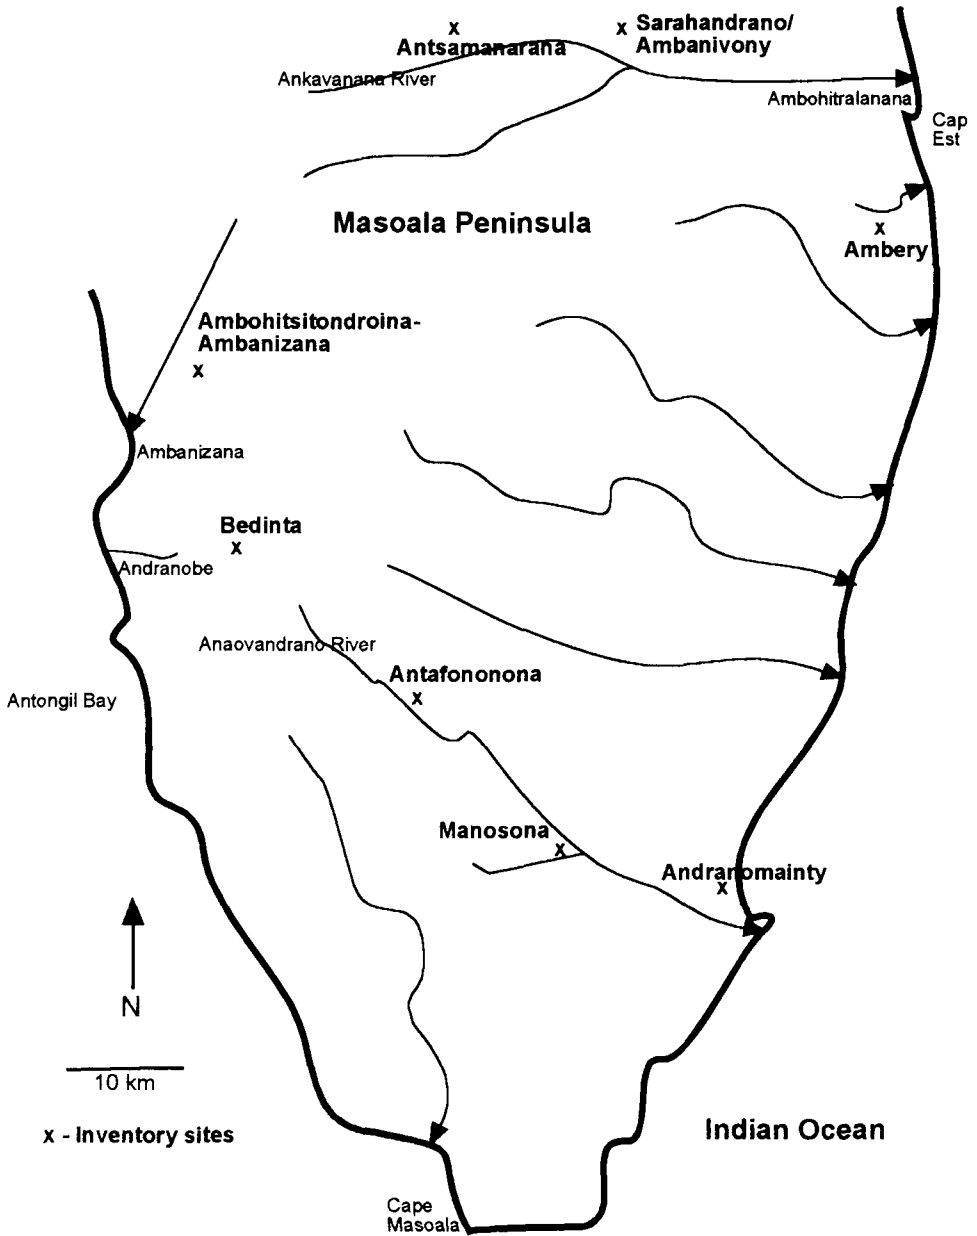 Sarahandrano/
Ambanivony
Antsamanarana
Ankavanana River
Ambohitralanana
Cap
Est
Masoala Peninsula
Ambery
Ambohitsitondroina-
Ambanizana
Ambanizana
Bedinta
Andranobe
Anaovandrano River
Antafononona
Antongil Bay
Manosona
Andranomainty
N
10 km
x - Inventory sites
Indian Ocean
Cape
Masoala